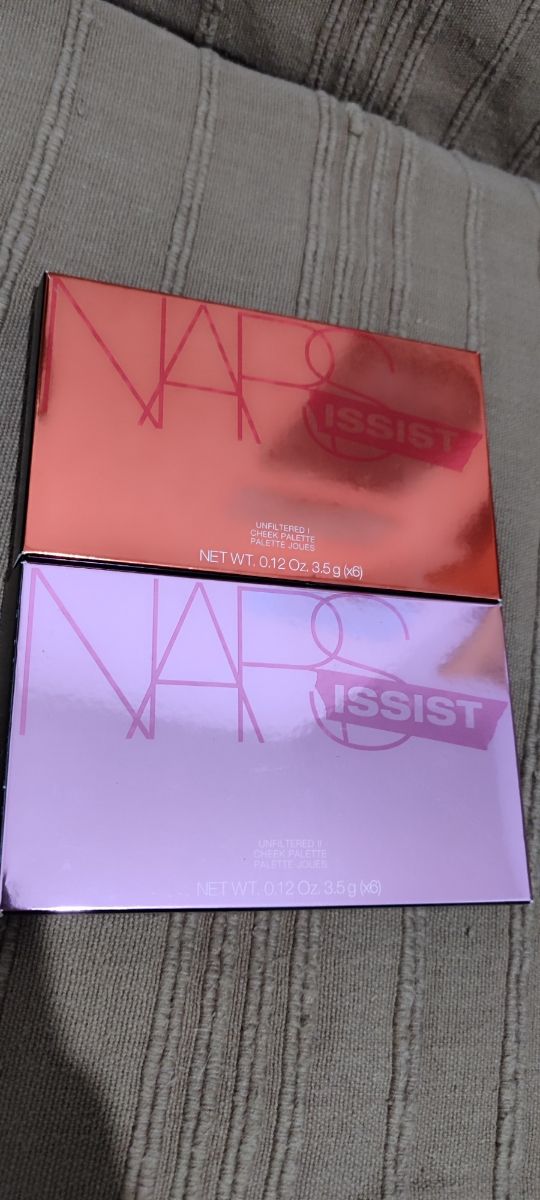 NARS
ISSIST
UNFILTERED I
CHEEK PALETTE
PALETTE JOUES
NET WT. 0.12 Oz. 3.5 g (x6)
NARS
ISSIST
UNFILTERED II
CHEEK PALETTE
PALETTE JOUES
NET WT. 0.12 Oz. 3.5 g (x6)